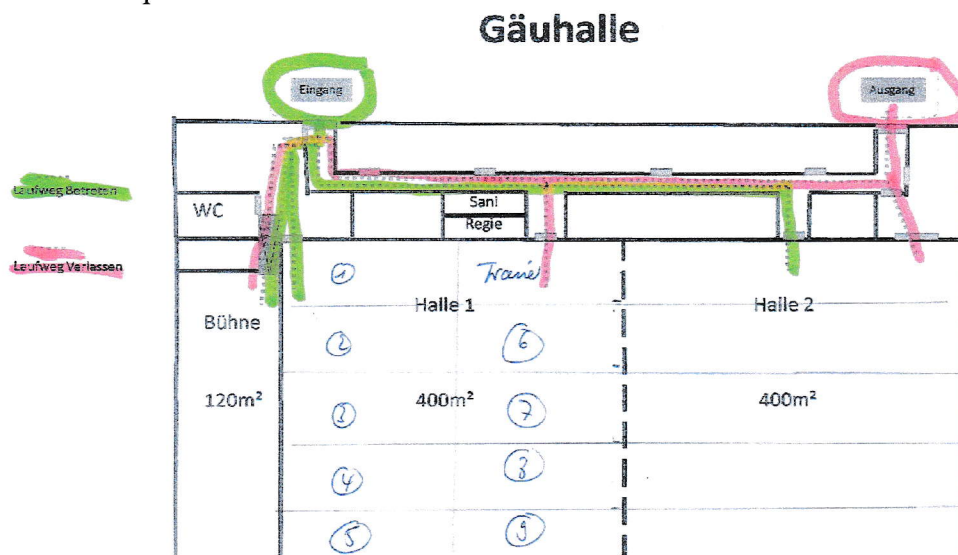 Gäuhalle
Eingang
Ausgang
Laufweg Betreten
WC
Sani
Regie
Laufweg Verlassen
1
Halle 1
Halle 2
Bühne
2
6
120m²
3
400m²
7
400m²
4
8
5
9